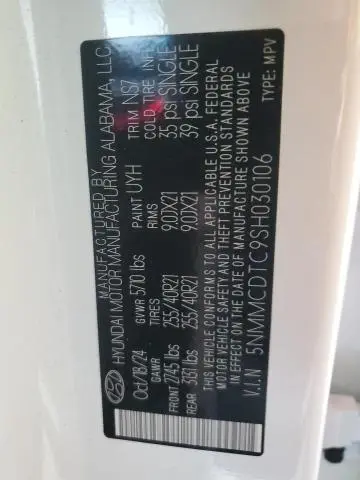 MANUFACTURED BY
HYUNDAI MOTOR MANUFACTURING ALABAMA, LLC
Oct/18/24 GVWR 5710 lbs PAINT UYH TRIM NS7
GAWR TIRES RIMS COLD TIRE INF.
FRONT 2745 lbs 255/40R21 9.0JX21 35 psi SINGLE
REAR 3131 lbs 255/40R21 9.0JX21 39 psi SINGLE
THIS VEHICLE CONFORMS TO ALL APPLICABLE U.S.A. FEDERAL
MOTOR VEHICLE SAFETY, BUMPER, AND
THEFT PREVENTION STANDARDS IN
EFFECT ON THE DATE OF MANUFACTURE SHOWN ABOVE.
V.I.N 5NMMCDTC9SH030106 TYPE: MPV